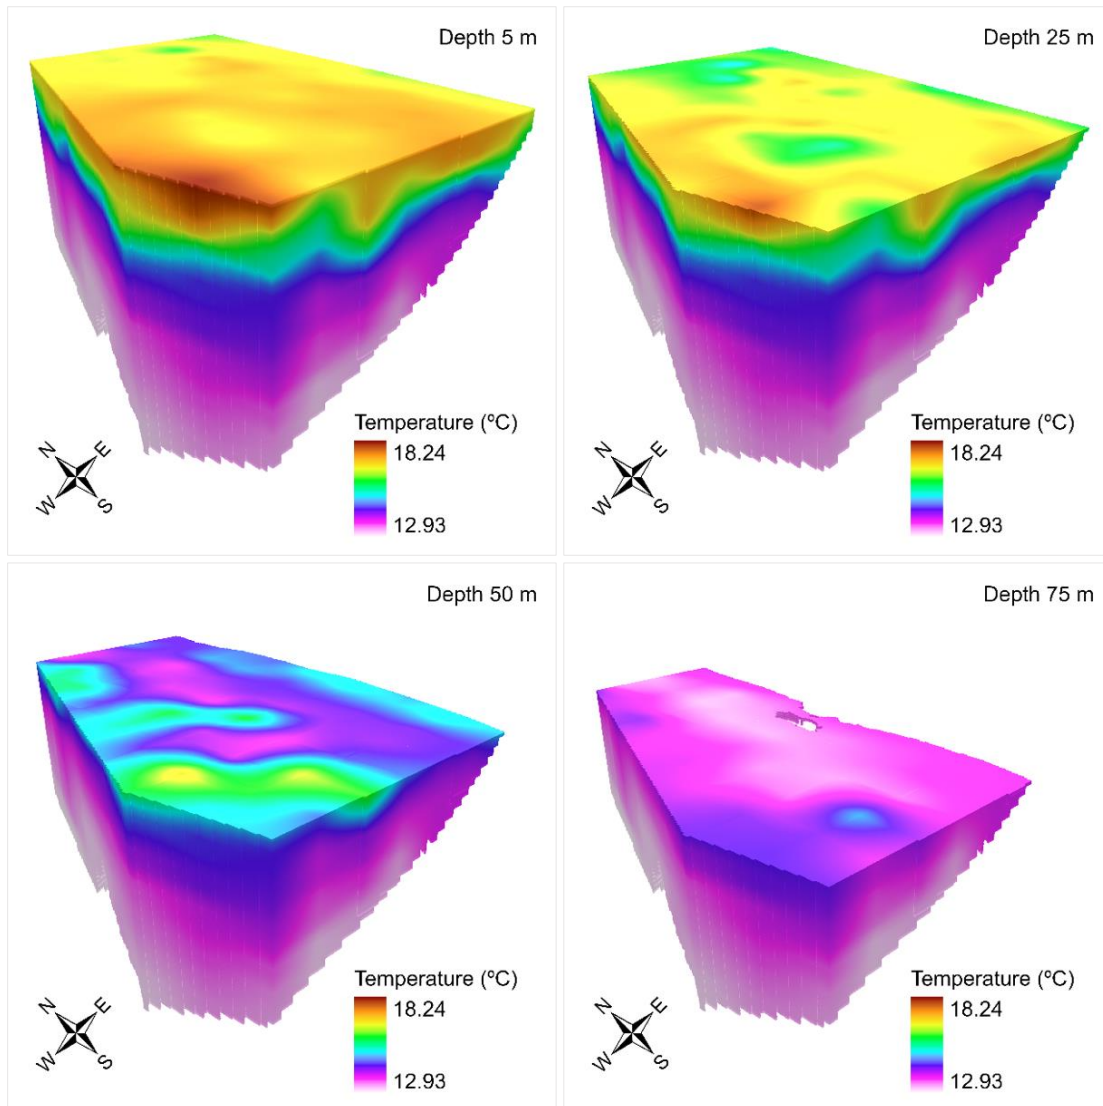 Depth 5 m
Temperature (ºC)
18.24
12.93
N
E
W
S
Depth 25 m
Temperature (ºC)
18.24
12.93
N
E
W
S
Depth 50 m
Temperature (ºC)
18.24
12.93
N
E
W
S
Depth 75 m
Temperature (ºC)
18.24
12.93
N
E
W
S